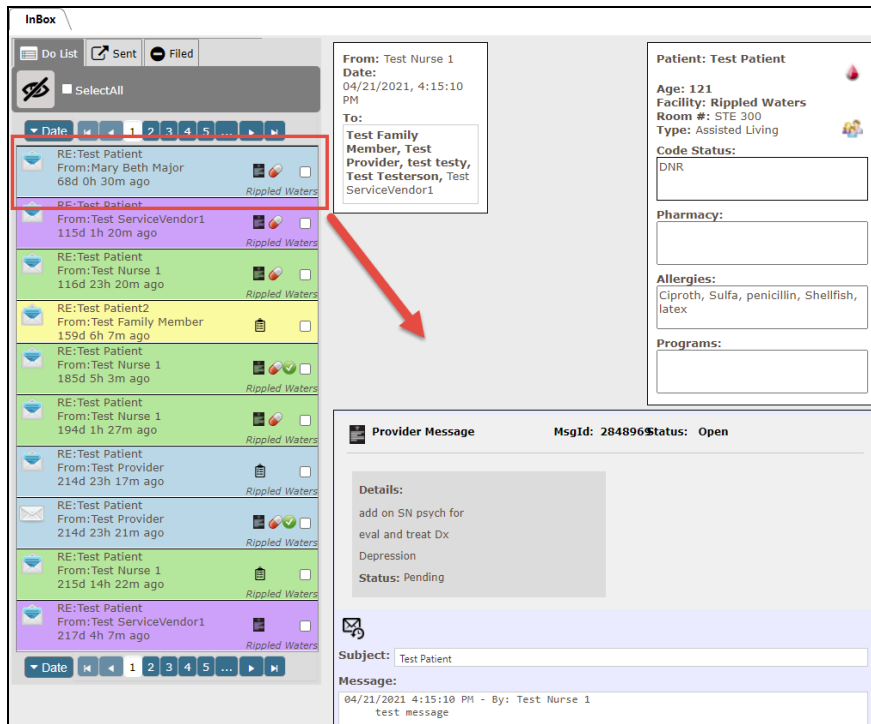 InBox
Do List Sent Filed
SelectAll
Date 1 2 3 4 5 ...
RE:Test Patient
From:Mary Beth Major
68d 0h 30m ago
Rippled Waters
RE:Test Patient
From:Test ServiceVendor1
115d 1h 20m ago
Rippled Waters
RE:Test Patient
From:Test Nurse 1
116d 23h 20m ago
Rippled Waters
RE:Test Patient2
From:Test Family Member
159d 6h 7m ago
RE:Test Patient
From:Test Nurse 1
185d 5h 3m ago
Rippled Waters
RE:Test Patient
From:Test Nurse 1
194d 1h 27m ago
Rippled Waters
RE:Test Patient
From:Test Provider
214d 23h 17m ago
Rippled Waters
RE:Test Patient
From:Test Provider
214d 23h 21m ago
Rippled Waters
RE:Test Patient
From:Test Nurse 1
215d 14h 22m ago
Rippled Waters
RE:Test Patient
From:Test ServiceVendor1
217d 4h 7m ago
Rippled Waters
Date 1 2 3 4 5 ...
From: Test Nurse 1
Date:
04/21/2021, 4:15:10
PM
To:
Test Family
Member, Test
Provider, test testy,
Test Testerson, Test
ServiceVendor1
Patient: Test Patient
Age: 121
Facility: Rippled Waters
Room #: STE 300
Type: Assisted Living
Code Status:
DNR
Pharmacy:
Allergies:
Ciproth, Sulfa, penicillin, Shellfish,
latex
Programs:
Provider Message MsgId: 2848969 Status: Open
Details:
add on SN psych for
eval and treat Dx
Depression
Status: Pending
Subject: Test Patient
Message:
04/21/2021 4:15:10 PM - By: Test Nurse 1
test message